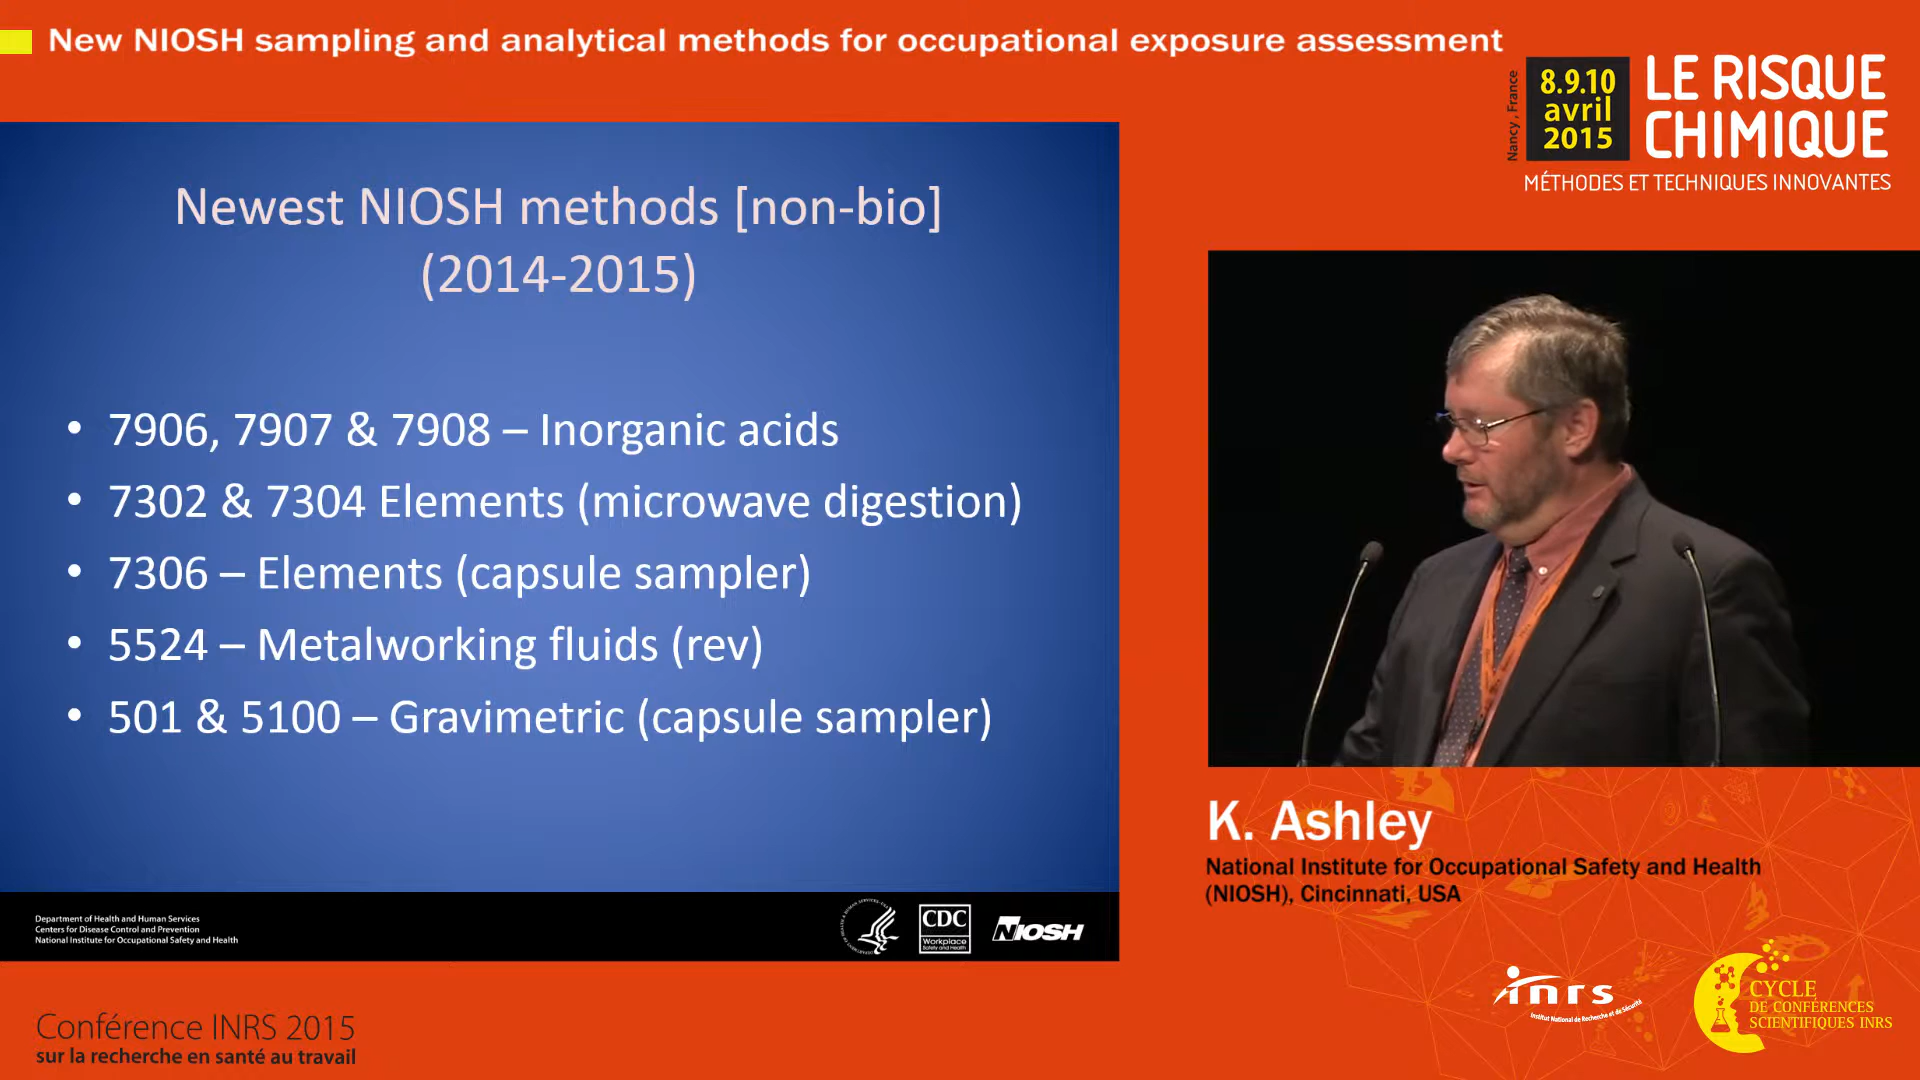 New NIOSH sampling and analytical methods for occupational exposure assessment
Nancy, France
8.9.10
avril
2015
LE RISQUE
CHIMIQUE
MÉTHODES ET TECHNIQUES INNOVANTES
Newest NIOSH methods [non-bio]
(2014-2015)
• 7906, 7907 & 7908 – Inorganic acids
• 7302 & 7304 Elements (microwave digestion)
• 7306 – Elements (capsule sampler)
• 5524 – Metalworking fluids (rev)
• 501 & 5100 – Gravimetric (capsule sampler)
Department of Health and Human Services
Centers for Disease Control and Prevention
National Institute for Occupational Safety and Health
CDC
Workplace
Safety and Health
NIOSH
K. Ashley
National Institute for Occupational Safety and Health
(NIOSH), Cincinnati, USA
inrs
Institut National de Recherche et de Sécurité
CYCLE
DE CONFÉRENCES
SCIENTIFIQUES INRS
Conférence INRS 2015
sur la recherche en santé au travail